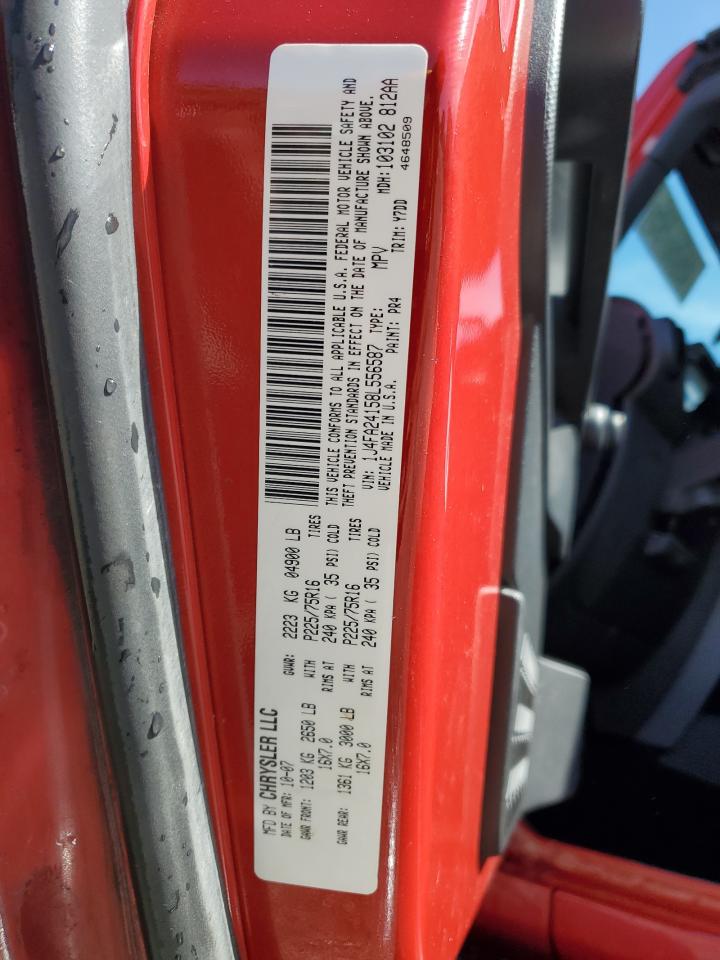 MFD BY CHRYSLER LLC
DATE OF MFR: 10-07 GVWR: 2223 KG 04900 LB
GAWR FRONT: 1203 KG 2650 LB WITH P225/75R16 TIRES
16X7.0 RIMS AT 240 KPA ( 35 PSI) COLD
GAWR REAR: 1361 KG 3000 LB WITH P225/75R16 TIRES
16X7.0 RIMS AT 240 KPA ( 35 PSI) COLD
THIS VEHICLE CONFORMS TO ALL APPLICABLE U.S.A. FEDERAL MOTOR VEHICLE SAFETY AND
THEFT PREVENTION STANDARDS IN EFFECT ON THE DATE OF MANUFACTURE SHOWN ABOVE.
VIN: 1J4FA24158L556587 TYPE: MPV MDH: 103102 812AA
VEHICLE MADE IN U.S.A. PAINT: PR4 TRIM: Y7DD 4648509